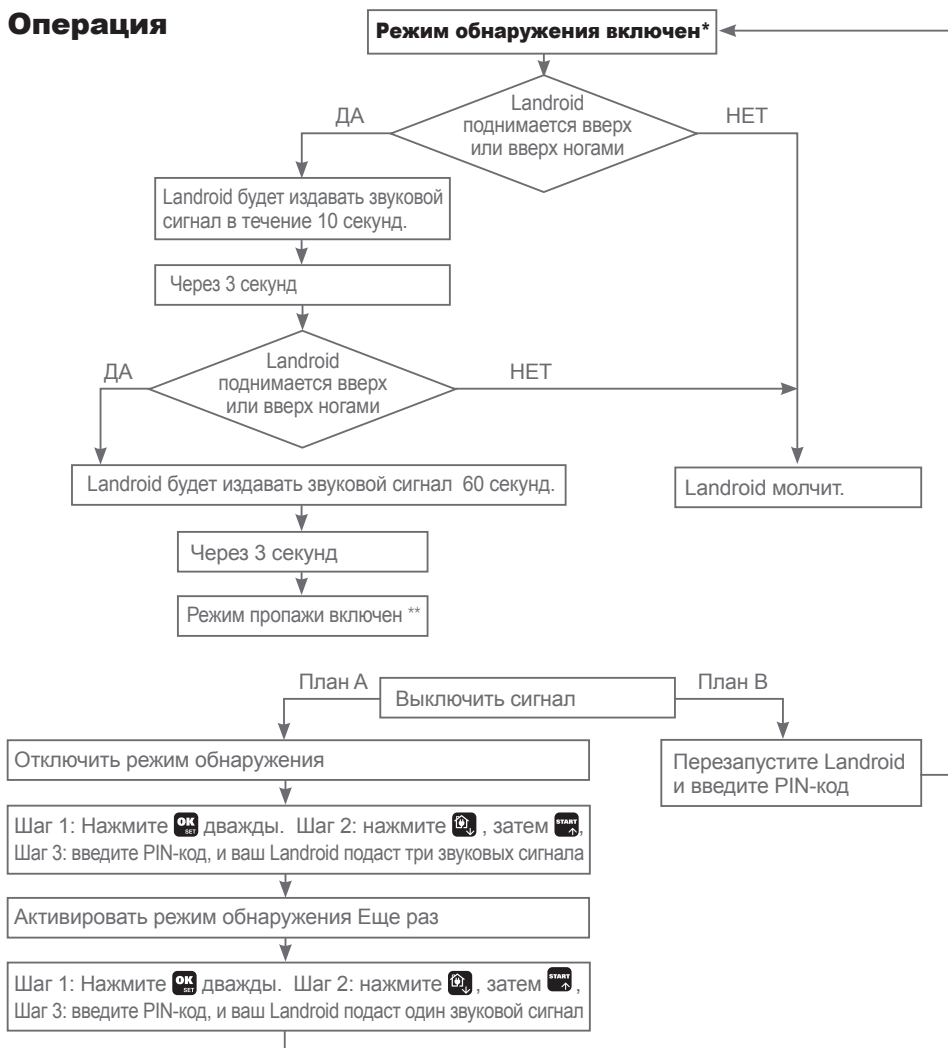 Операция
Режим обнаружения включен*
Landroid
поднимается вверх
или вверх ногами
ДА
НЕТ
Landroid будет издавать звуковой
сигнал в течение 10 секунд.
Через 3 секунд
Landroid
поднимается вверх
или вверх ногами
ДА
НЕТ
Landroid будет издавать звуковой сигнал 60 секунд.
Landroid молчит.
Через 3 секунд
Режим пропажи включен **
План А
Выключить сигнал
План В
Отключить режим обнаружения
Перезапустите Landroid
и введите PIN-код
Шаг 1: Нажмите OK SET дважды. Шаг 2: нажмите , затем START,
Шаг 3: введите PIN-код, и ваш Landroid подаст три звуковых сигнала
Активировать режим обнаружения Еще раз
Шаг 1: Нажмите OK SET дважды. Шаг 2: нажмите , затем START ,
Шаг 3: введите PIN-код, и ваш Landroid подаст один звуковой сигнал